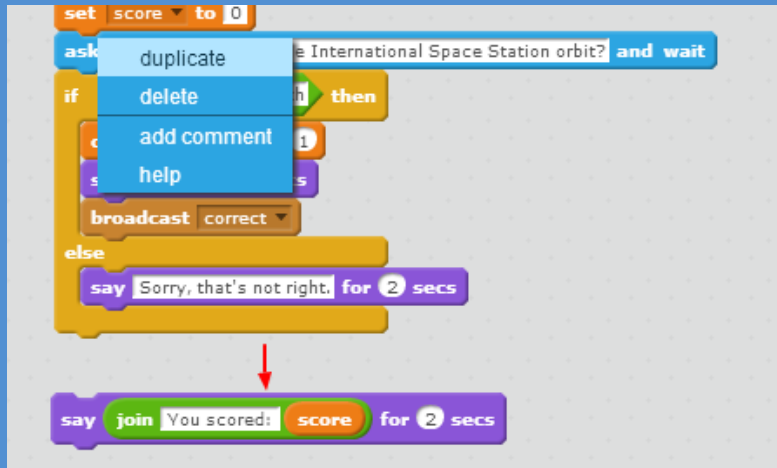 set score to 0
ask e International Space Station orbit? and wait
duplicate
if h then
delete
add comment 1
help s
broadcast correct
else
say Sorry, that's not right. for 2 secs
say join You scored: score for 2 secs